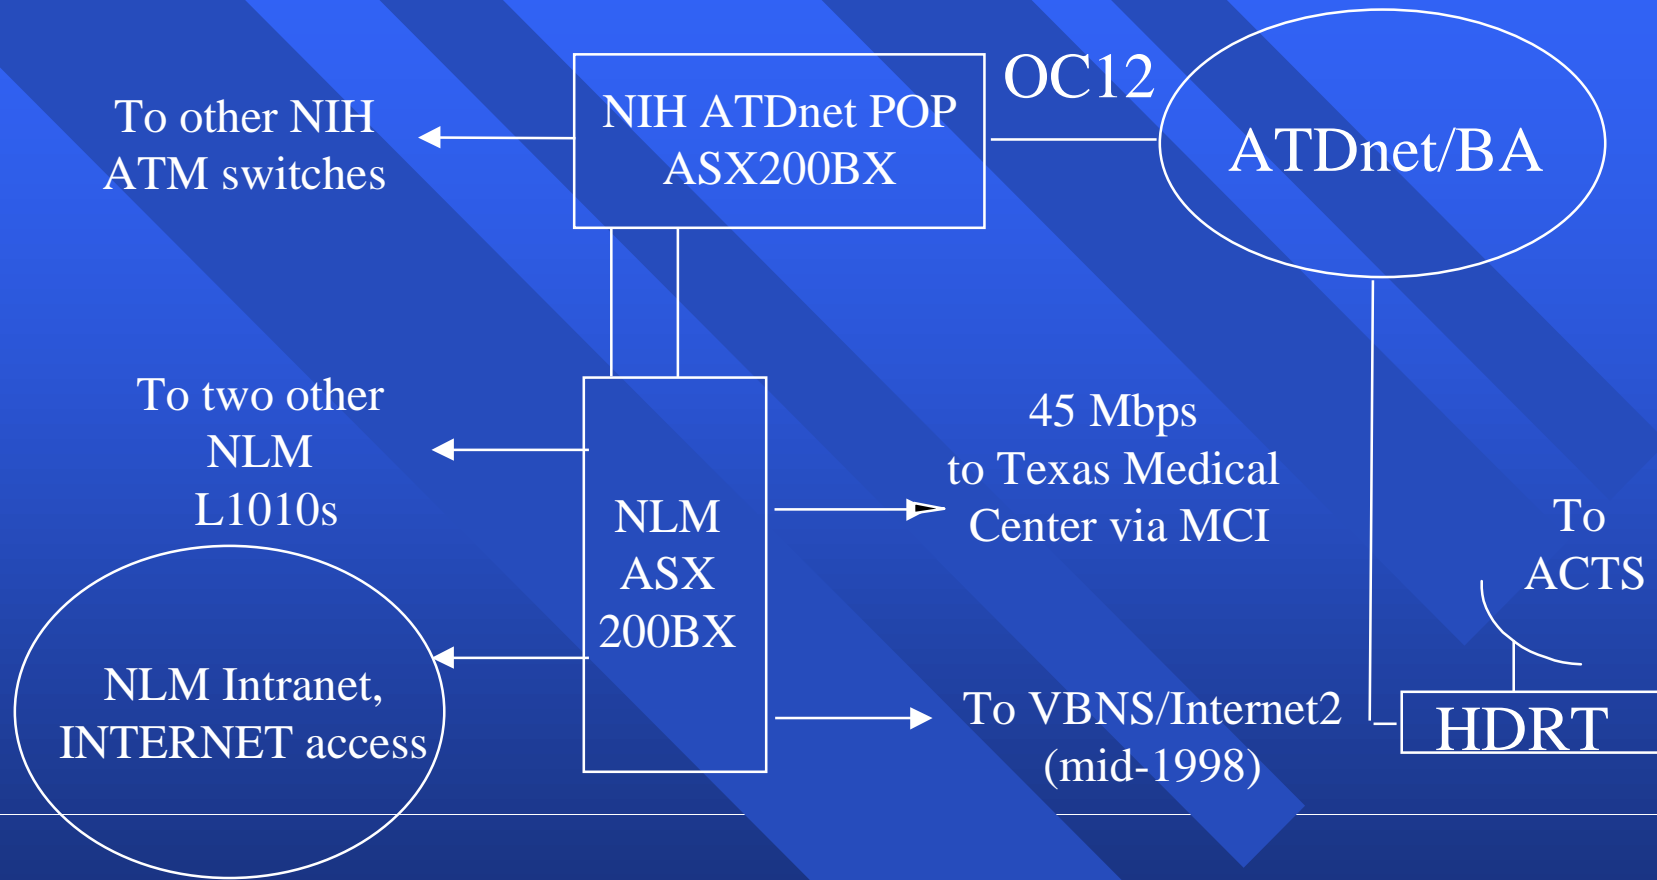 To other NIH
ATM switches
NIH ATDnet POP
ASX200BX
OC12
ATDnet/BA
To two other
NLM
L1010s
NLM
ASX
200BX
45 Mbps
to Texas Medical
Center via MCI
To
ACTS
NLM Intranet,
INTERNET access
To VBNS/Internet2
(mid-1998)
HDRT